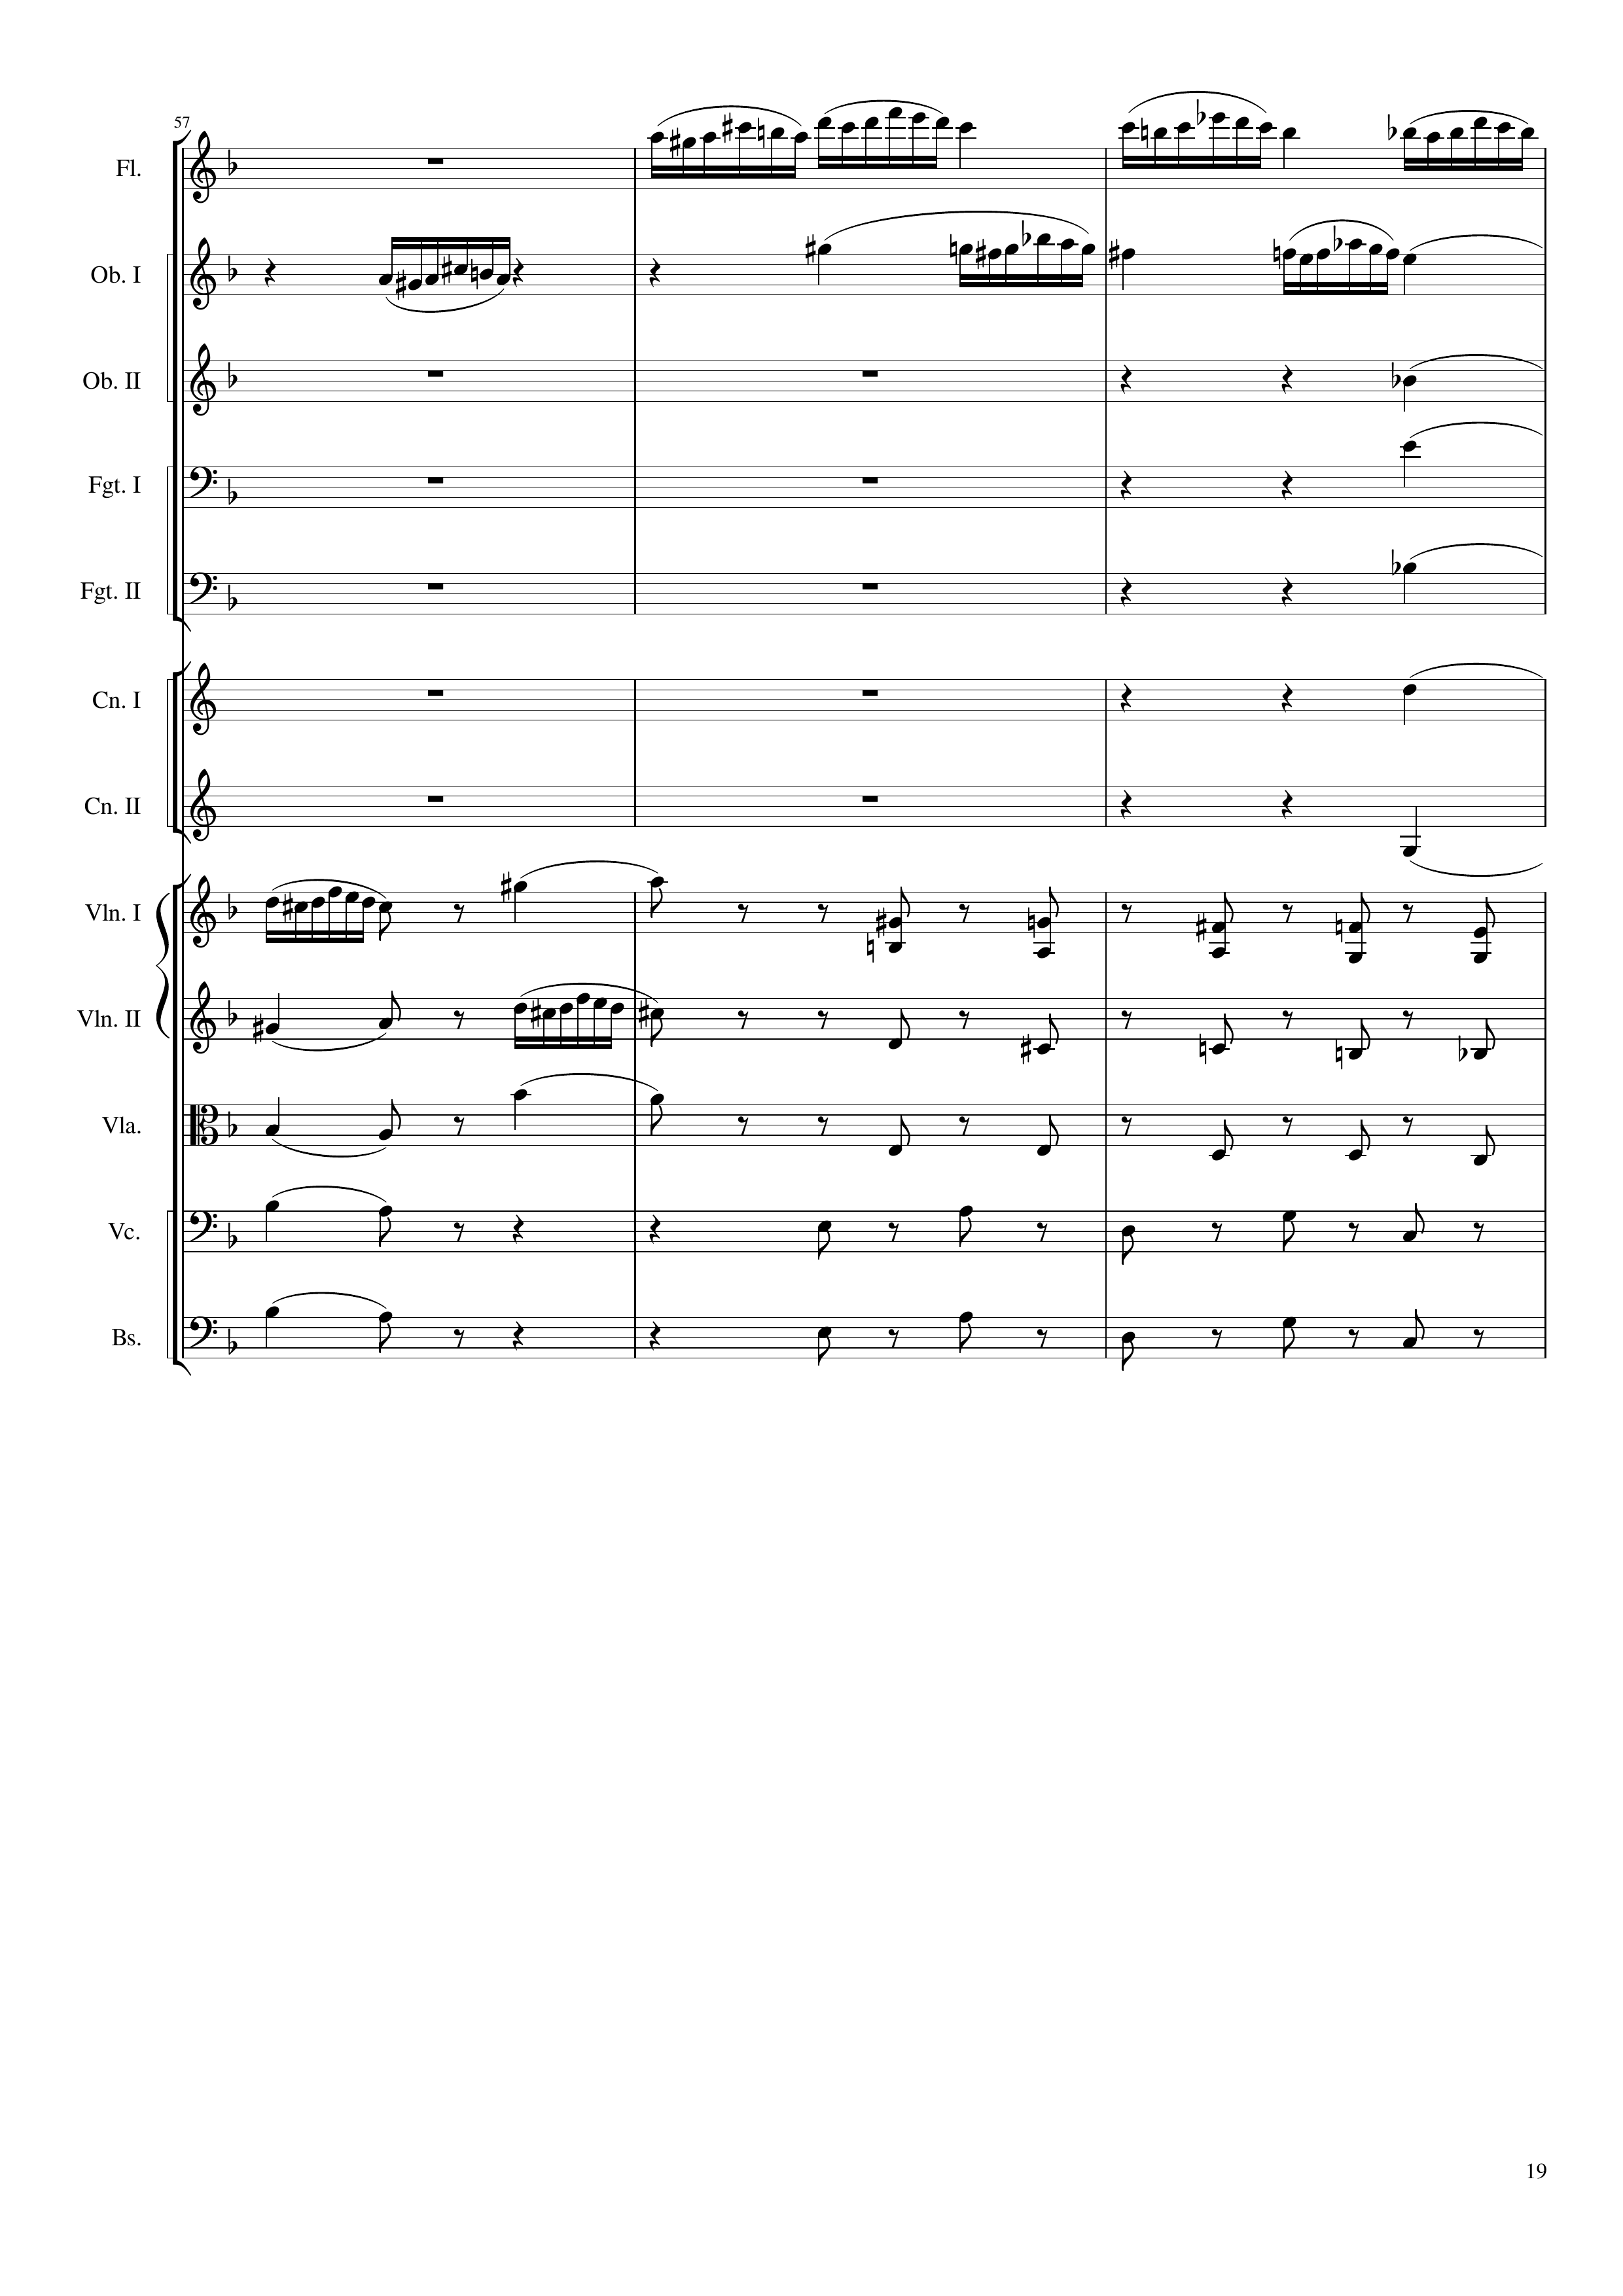 57
Fl.
Ob. I
Ob. II
Fgt. I
Fgt. II
Cn. I
Cn. II
Vln. I
Vln. II
Vla.
Vc.
Bs.
19